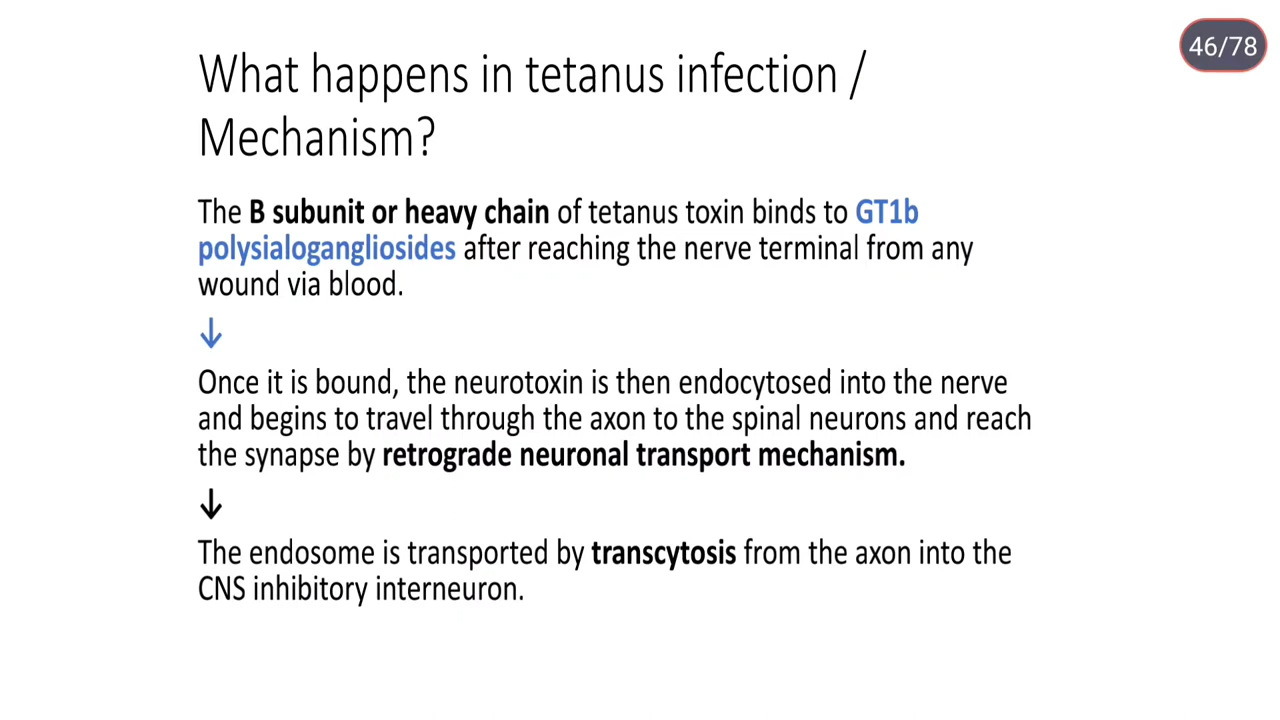 46/78
What happens in tetanus infection /
Mechanism?
The B subunit or heavy chain of tetanus toxin binds to GT1b
polysialogangliosides after reaching the nerve terminal from any
wound via blood.
↓
Once it is bound, the neurotoxin is then endocytosed into the nerve
and begins to travel through the axon to the spinal neurons and reach
the synapse by retrograde neuronal transport mechanism.
↓
The endosome is transported by transcytosis from the axon into the
CNS inhibitory interneuron.